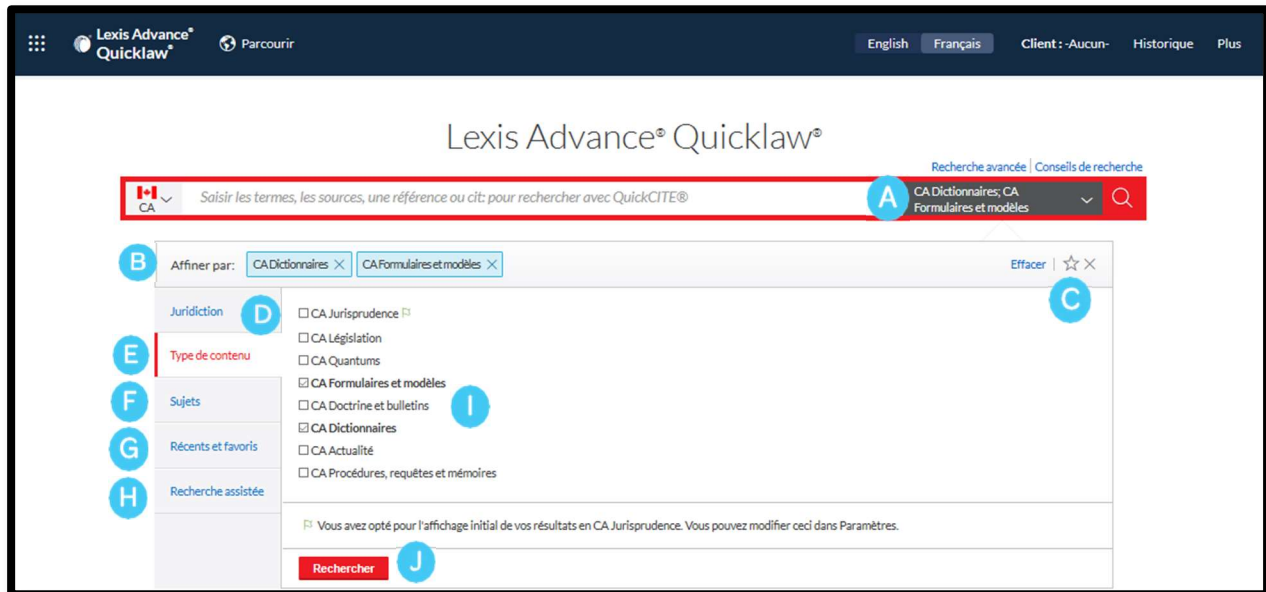 Lexis Advance®
Quicklaw®
Parcourir
English Français Client : -Aucun- Historique Plus
Lexis Advance® Quicklaw®
Recherche avancée | Conseils de recherche
CA
Saisir les termes, les sources, une référence ou cit: pour rechercher avec QuickCITE®
A
CA Dictionnaires; CA
Formulaires et modèles
B
Affiner par: CA Dictionnaires CA Formulaires et modèles
Effacer
C
Juridiction
D
E
Type de contenu
F
Sujets
G
Récents et favoris
H
Recherche assistée
CA Jurisprudence
CA Législation
CA Quantums
CA Formulaires et modèles
CA Doctrine et bulletins
I
CA Dictionnaires
CA Actualité
CA Procédures, requêtes et mémoires
Vous avez opté pour l'affichage initial de vos résultats en CA Jurisprudence. Vous pouvez modifier ceci dans Paramètres.
Rechercher
J